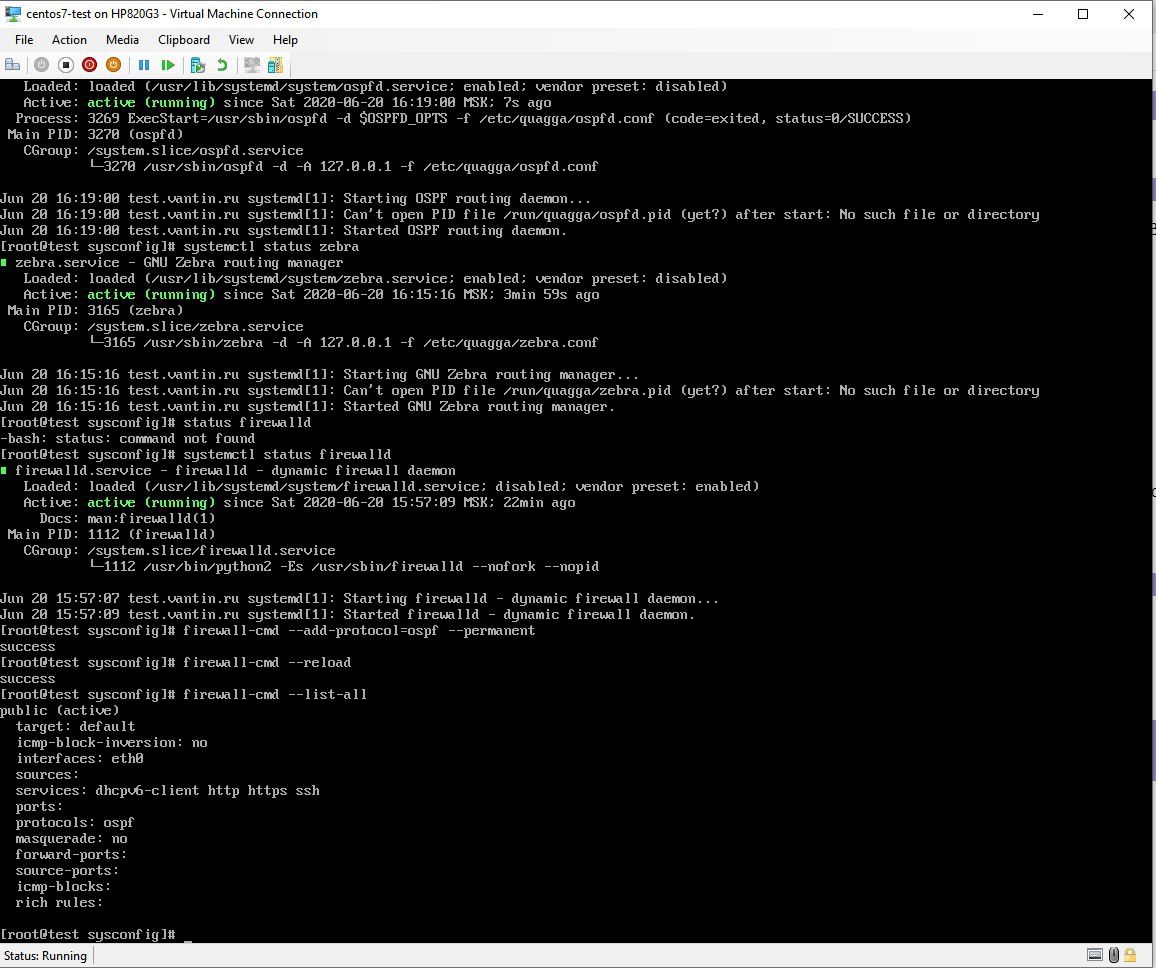 centos7-test on HP820G3 - Virtual Machine Connection
File Action Media Clipboard View Help
Loaded: loaded (/usr/lib/systemd/system/ospfd.service; enabled; vendor preset: disabled)
Active: active (running) since Sat 2020-06-20 16:19:00 MSK; 7s ago
Process: 3269 ExecStart=/usr/sbin/ospfd -d $OSPFD_OPTS -f /etc/quagga/ospfd.conf (code=exited, status=0/SUCCESS)
Main PID: 3270 (ospfd)
CGroup: /system.slice/ospfd.service
└─3270 /usr/sbin/ospfd -d -A 127.0.0.1 -f /etc/quagga/ospfd.conf
Jun 20 16:19:00 test.vantin.ru systemd[1]: Starting OSPF routing daemon...
Jun 20 16:19:00 test.vantin.ru systemd[1]: Can't open PID file /run/quagga/ospfd.pid (yet?) after start: No such file or directory
Jun 20 16:19:00 test.vantin.ru systemd[1]: Started OSPF routing daemon.
[root@test sysconfig]# systemctl status zebra
zebra.service - GNU Zebra routing manager
Loaded: loaded (/usr/lib/systemd/system/zebra.service; enabled; vendor preset: disabled)
Active: active (running) since Sat 2020-06-20 16:15:16 MSK; 3min 59s ago
Main PID: 3165 (zebra)
CGroup: /system.slice/zebra.service
└─3165 /usr/sbin/zebra -d -A 127.0.0.1 -f /etc/quagga/zebra.conf
Jun 20 16:15:16 test.vantin.ru systemd[1]: Starting GNU Zebra routing manager...
Jun 20 16:15:16 test.vantin.ru systemd[1]: Can't open PID file /run/quagga/zebra.pid (yet?) after start: No such file or directory
Jun 20 16:15:16 test.vantin.ru systemd[1]: Started GNU Zebra routing manager.
[root@test sysconfig]# status firewalld
-bash: status: command not found
[root@test sysconfig]# systemctl status firewalld
firewalld.service - firewalld - dynamic firewall daemon
Loaded: loaded (/usr/lib/systemd/system/firewalld.service; disabled; vendor preset: enabled)
Active: active (running) since Sat 2020-06-20 15:57:09 MSK; 22min ago
Docs: man:firewalld(1)
Main PID: 1112 (firewalld)
CGroup: /system.slice/firewalld.service
└─1112 /usr/bin/python2 -Es /usr/sbin/firewalld --nofork --nopid
Jun 20 15:57:07 test.vantin.ru systemd[1]: Starting firewalld - dynamic firewall daemon...
Jun 20 15:57:09 test.vantin.ru systemd[1]: Started firewalld - dynamic firewall daemon.
[root@test sysconfig]# firewall-cmd --add-protocol=ospf --permanent
success
[root@test sysconfig]# firewall-cmd --reload
success
[root@test sysconfig]# firewall-cmd --list-all
public (active)
target: default
icmp-block-inversion: no
interfaces: eth0
sources:
services: dhcpv6-client http https ssh
ports:
protocols: ospf
masquerade: no
forward-ports:
source-ports:
icmp-blocks:
rich rules:
[root@test sysconfig]# _
Status: Running